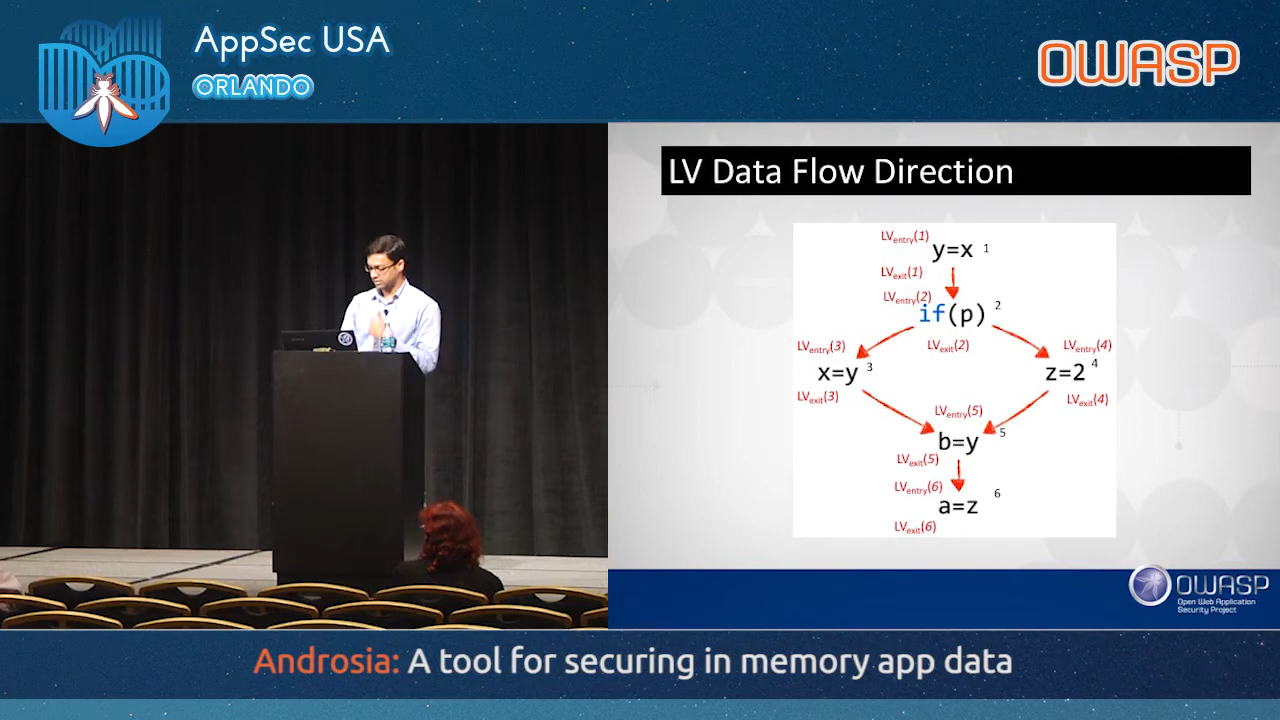 AppSec USA
ORLANDO
OWASP
LV Data Flow Direction
LVentry(1)
y=x 1
LVexit(1)
LVentry(2)
if(p) 2
LVexit(2)
LVentry(3)
x=y 3
LVexit(3)
LVentry(4)
z=2 4
LVexit(4)
LVentry(5)
b=y 5
LVexit(5)
LVentry(6)
a=z 6
LVexit(6)
OWASP
Open Web Application
Security Project
Androsia: A tool for securing in memory app data